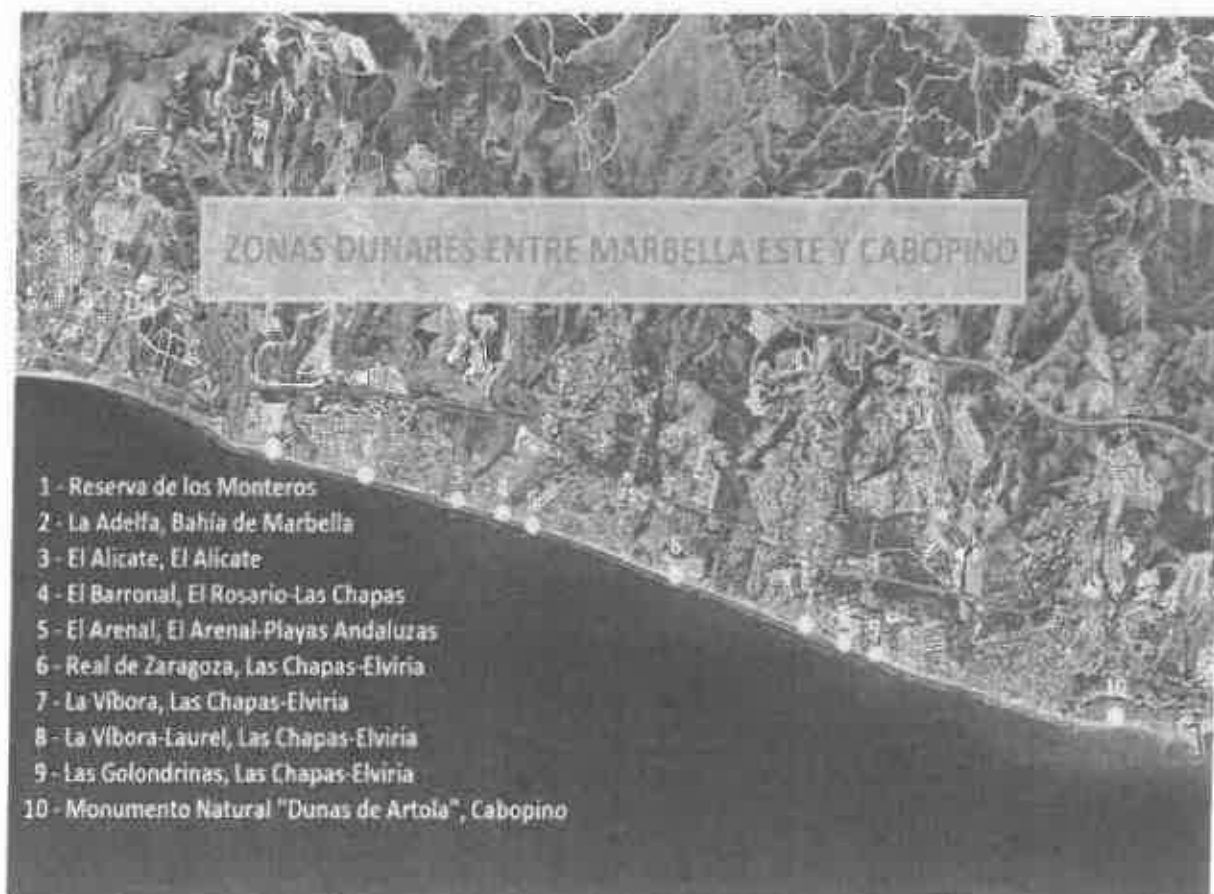 ZONAS DUNARES ENTRE MARBELLA ESTE Y CABOPINO
1 - Reserva de los Monteros
2 - La Adelfa, Bahía de Marbella
3 - El Alicate, El Alicate
4 - El Barronal, El Rosario-Las Chapas
5 - El Arenal, El Arenal-Playas Andaluzas
6 - Real de Zaragoza, Las Chapas-Elviria
7 - La Víbora, Las Chapas-Elviria
8 - La Víbora-Laurel, Las Chapas-Elviria
9 - Las Golondrinas, Las Chapas-Elviria
10 - Monumento Natural "Dunas de Artola", Cabopino
6
10